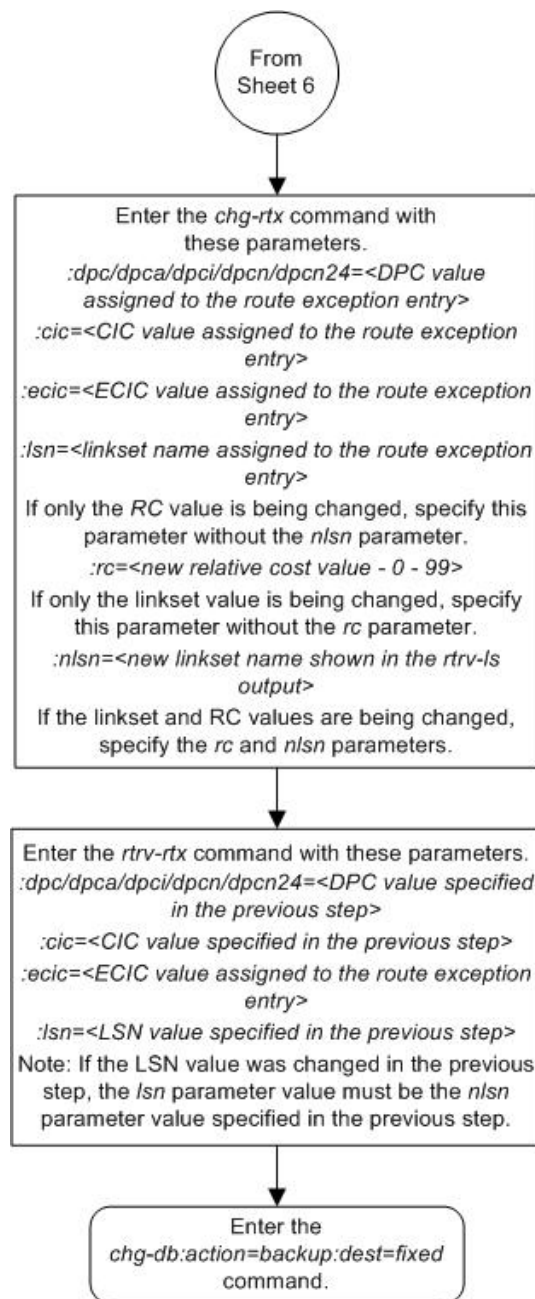 From
Sheet 6
Enter the chg-rtx command with
these parameters.
:dpc/dpca/dpci/dpcn/dpcn24=<DPC value
assigned to the route exception entry>
:cic=<CIC value assigned to the route exception
entry>
:ecic=<ECIC value assigned to the route exception
entry>
:lsn=<linkset name assigned to the route exception
entry>
If only the RC value is being changed, specify this
parameter without the nlsn parameter.
:rc=<new relative cost value - 0 - 99>
If only the linkset value is being changed, specify
this parameter without the rc parameter.
:nlsn=<new linkset name shown in the rtrv-ls
output>
If the linkset and RC values are being changed,
specify the rc and nlsn parameters.
Enter the rtrv-rtx command with these parameters.
:dpc/dpca/dpci/dpcn/dpcn24=<DPC value specified
in the previous step>
:cic=<CIC value specified in the previous step>
:ecic=<ECIC value assigned to the route exception
entry>
:lsn=<LSN value specified in the previous step>
Note: If the LSN value was changed in the previous
step, the lsn parameter value must be the nlsn
parameter value specified in the previous step.
Enter the
chg-db:action=backup:dest=fixed
command.